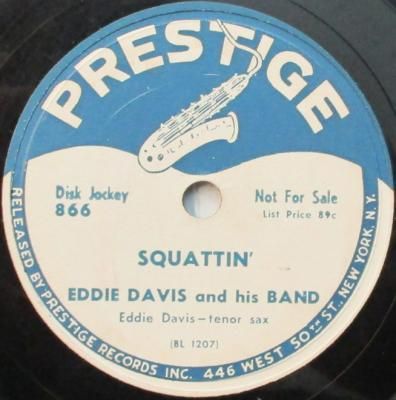 PRESTIGE
Disk Jockey
866
Not For Sale
List Price 89c
SQUATTIN'
EDDIE DAVIS and his BAND
Eddie Davis—tenor sax
(BL 1207)
RELEASED BY PRESTIGE RECORDS INC. 446 WEST 50TH ST., NEW YORK, N.Y.